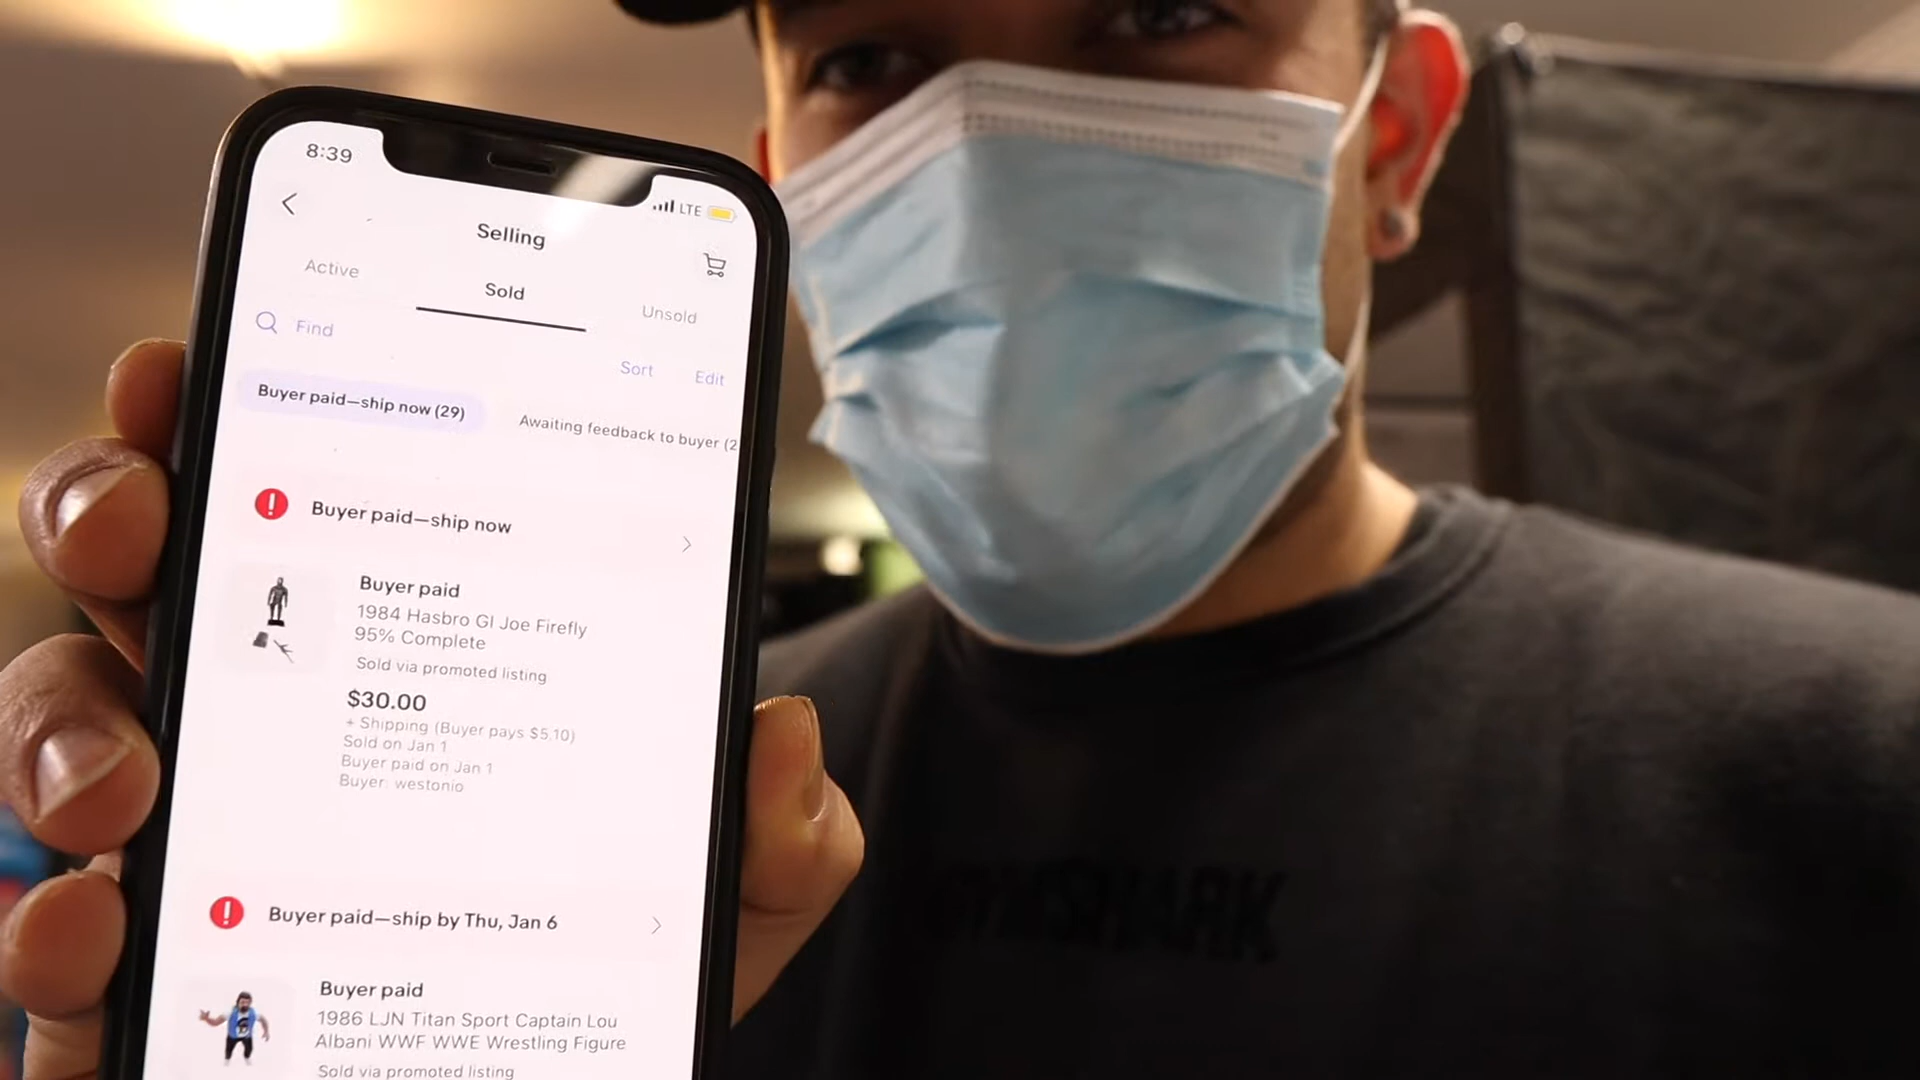 8:39
LTE
Selling
Active
Sold
Unsold
Find
Sort
Edit
Buyer paid—ship now (29)
Awaiting feedback to buyer (2
Buyer paid—ship now
Buyer paid
1984 Hasbro GI Joe Firefly
95% Complete
Sold via promoted listing
$30.00
+ Shipping (Buyer pays $5.10)
Sold on Jan 1
Buyer paid on Jan 1
Buyer: westonio
Buyer paid—ship by Thu, Jan 6
Buyer paid
1986 LJN Titan Sport Captain Lou
Albani WWF WWE Wrestling Figure
Sold via promoted listing